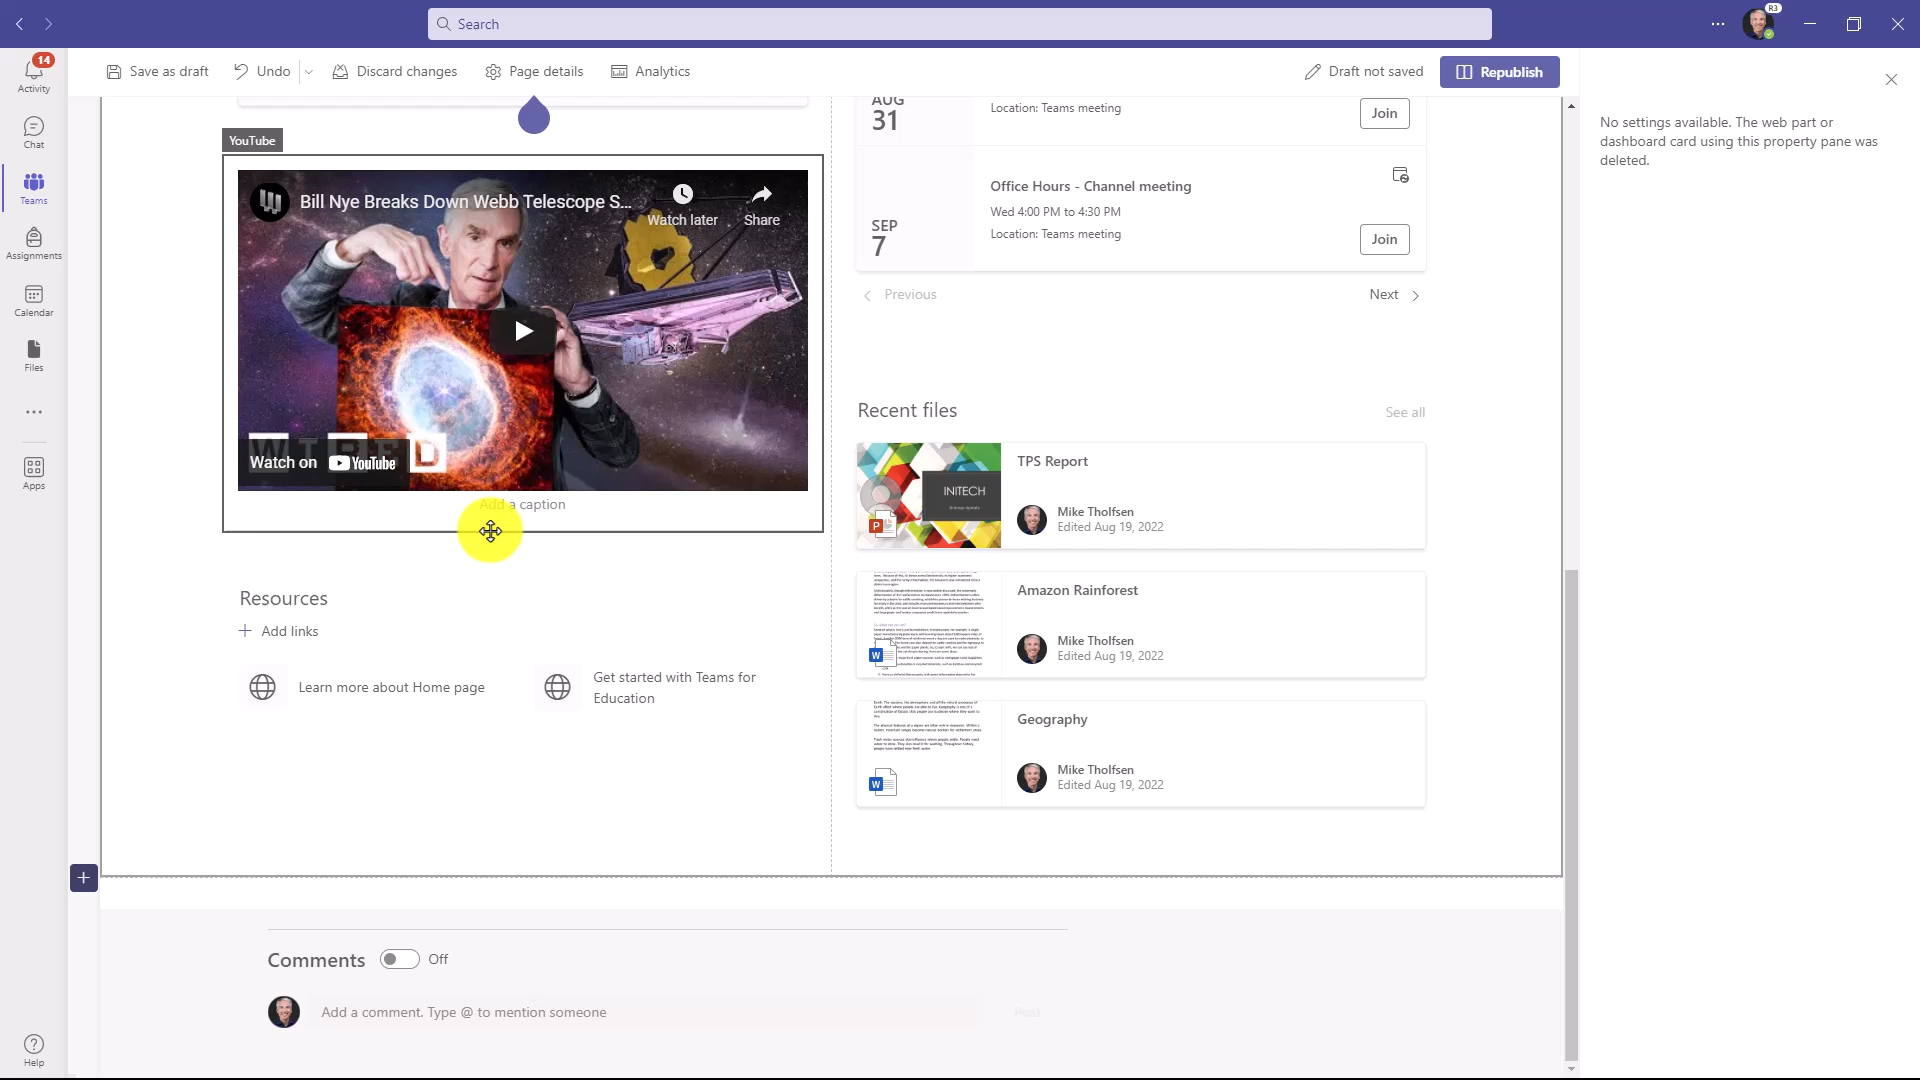 Search
R3
14
Activity
Chat
Teams
Assignments
Calendar
Files
Apps
Help
Save as draft
Undo
Discard changes
Page details
Analytics
Draft not saved
Republish
No settings available. The web part or
dashboard card using this property pane was
deleted.
YouTube
Bill Nye Breaks Down Webb Telescope S...
Watch later
Share
WIRED
Watch on YouTube
Add a caption
Resources
Add links
Learn more about Home page
Get started with Teams for
Education
AUG
31
Location: Teams meeting
Join
SEP
7
Office Hours - Channel meeting
Wed 4:00 PM to 4:30 PM
Location: Teams meeting
Join
Previous
Next
Recent files
See all
INITECH
P
TPS Report
Mike Tholfsen
Edited Aug 19, 2022
W
Amazon Rainforest
Mike Tholfsen
Edited Aug 19, 2022
W
Geography
Mike Tholfsen
Edited Aug 19, 2022
Comments
Off
Add a comment. Type @ to mention someone
Post